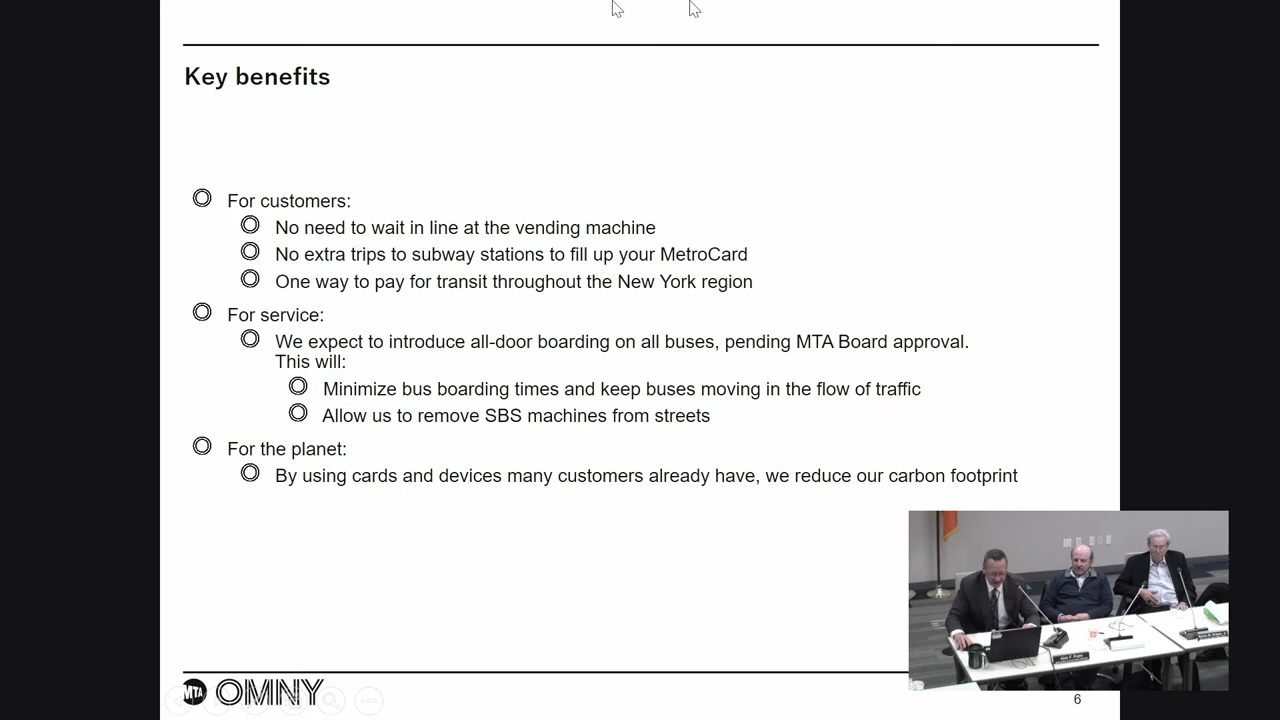 Key benefits
For customers:
No need to wait in line at the vending machine
No extra trips to subway stations to fill up your MetroCard
One way to pay for transit throughout the New York region
For service:
We expect to introduce all-door boarding on all buses, pending MTA Board approval.
This will:
Minimize bus boarding times and keep buses moving in the flow of traffic
Allow us to remove SBS machines from streets
For the planet:
By using cards and devices many customers already have, we reduce our carbon footprint
MTA OMNY
6